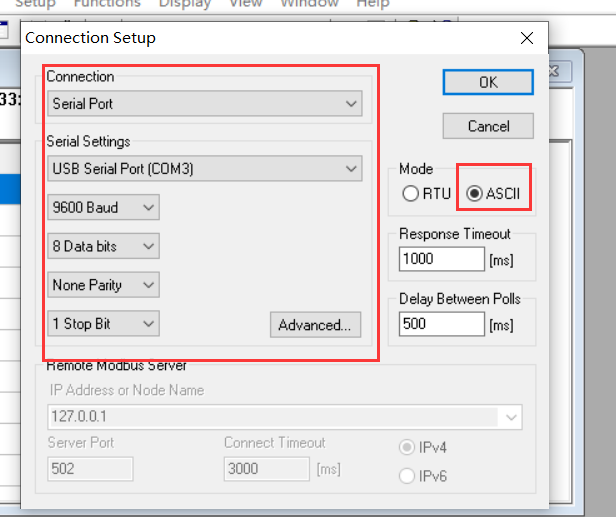 Setup Functions Display View Window Help
Connection Setup
33:
Connection
Serial Port
OK
Cancel
Serial Settings
USB Serial Port (COM3)
Mode
RTU ASCII
9600 Baud
8 Data bits
Response Timeout
1000 [ms]
None Parity
Delay Between Polls
1 Stop Bit
Advanced...
500 [ms]
Remote Modbus Server
IP Address or Node Name
127.0.0.1
Server Port Connect Timeout
IPv4
502 3000 [ms]
IPv6